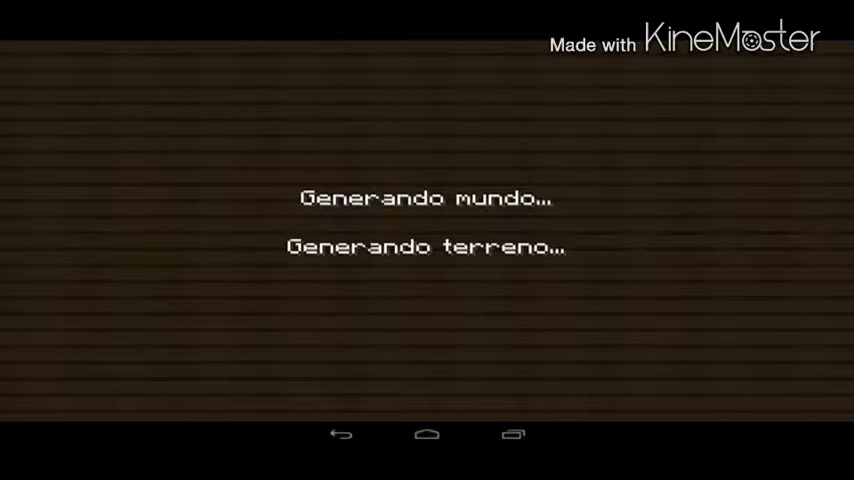 Made with KineMaster
Generando mundo...
Generando terreno...